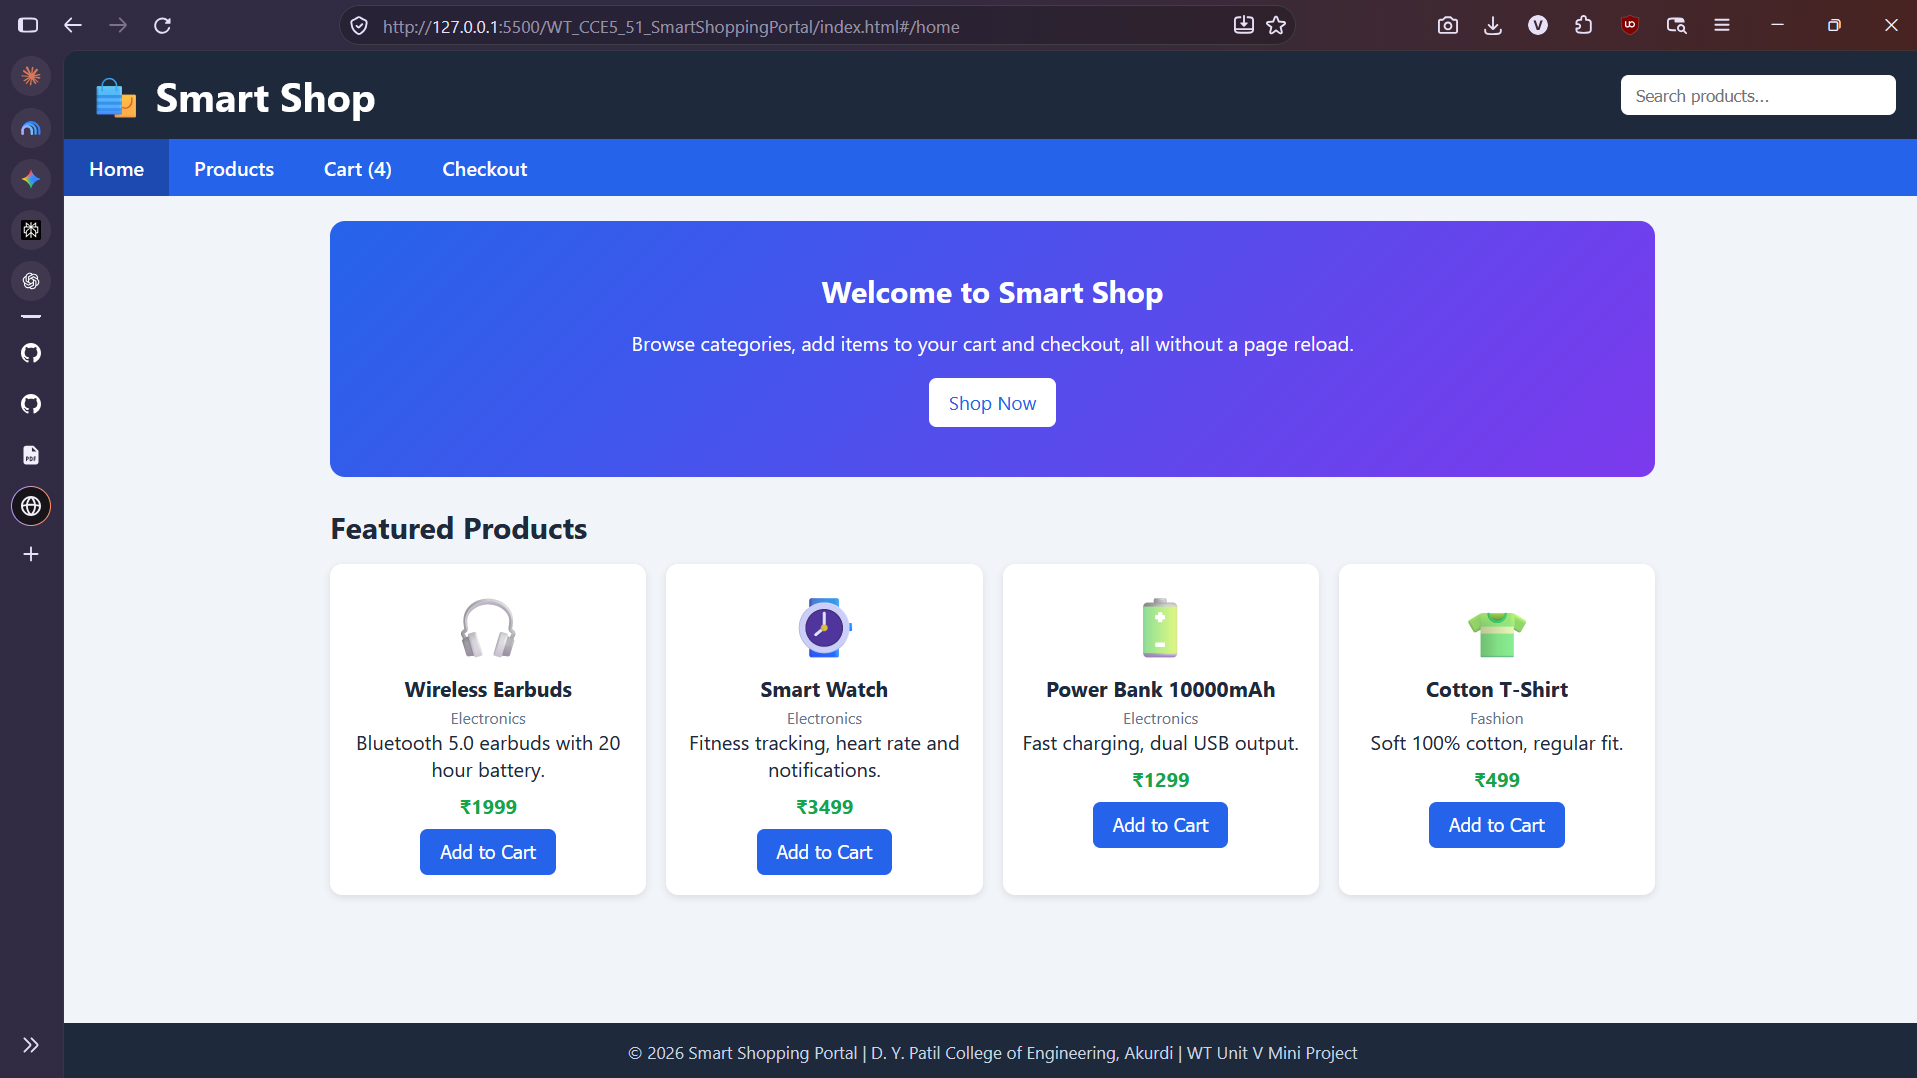 http://127.0.0.1:5500/WT_CCE5_51_SmartShoppingPortal/index.html#/home
V
Smart Shop
Search products...
Home
Products
Cart (4)
Checkout
Welcome to Smart Shop
Browse categories, add items to your cart and checkout, all without a page reload.
Shop Now
Featured Products
Wireless Earbuds
Electronics
Bluetooth 5.0 earbuds with 20
hour battery.
₹1999
Add to Cart
Smart Watch
Electronics
Fitness tracking, heart rate and
notifications.
₹3499
Add to Cart
Power Bank 10000mAh
Electronics
Fast charging, dual USB output.
₹1299
Add to Cart
Cotton T-Shirt
Fashion
Soft 100% cotton, regular fit.
₹499
Add to Cart
PDF
© 2026 Smart Shopping Portal | D. Y. Patil College of Engineering, Akurdi | WT Unit V Mini Project